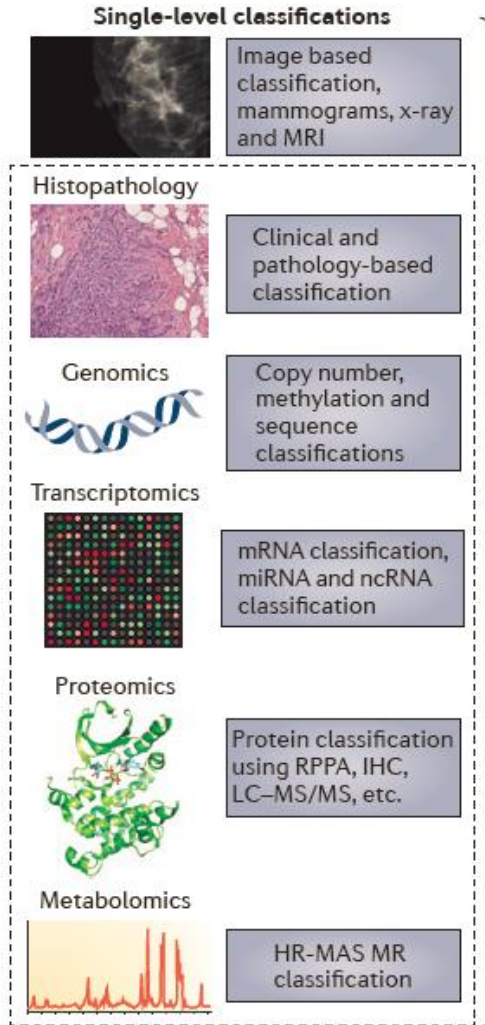 Single-level classifications
Image based
classification,
mammograms, x-ray
and MRI
Histopathology
Clinical and
pathology-based
classification
Genomics
Copy number,
methylation and
sequence
classifications
Transcriptomics
mRNA classification,
miRNA and ncRNA
classification
Proteomics
Protein classification
using RPPA, IHC,
LC–MS/MS, etc.
Metabolomics
HR-MAS MR
classification